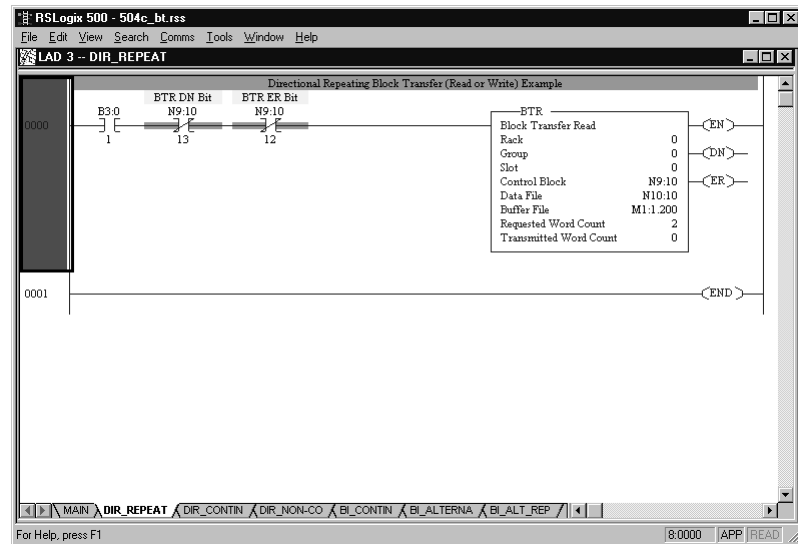 RSLogix 500 - 504c_bt.rss
File Edit View Search Comms Tools Window Help
LAD 3 -- DIR_REPEAT
Directional Repeating Block Transfer (Read or Write) Example
BTR DN Bit BTR ER Bit
B3:0 N9:10 N9:10
0000
1 13 12
BTR
Block Transfer Read
Rack 0
Group 0
Slot 0
Control Block N9:10
Data File N10:10
Buffer File M1:1.200
Requested Word Count 2
Transmitted Word Count 0
EN
DN
ER
0001
END
MAIN DIR_REPEAT DIR_CONTIN DIR_NON-CO BI_CONTIN BI_ALTERNA BI_ALT_REP
For Help, press F1 8:0000 APP READ